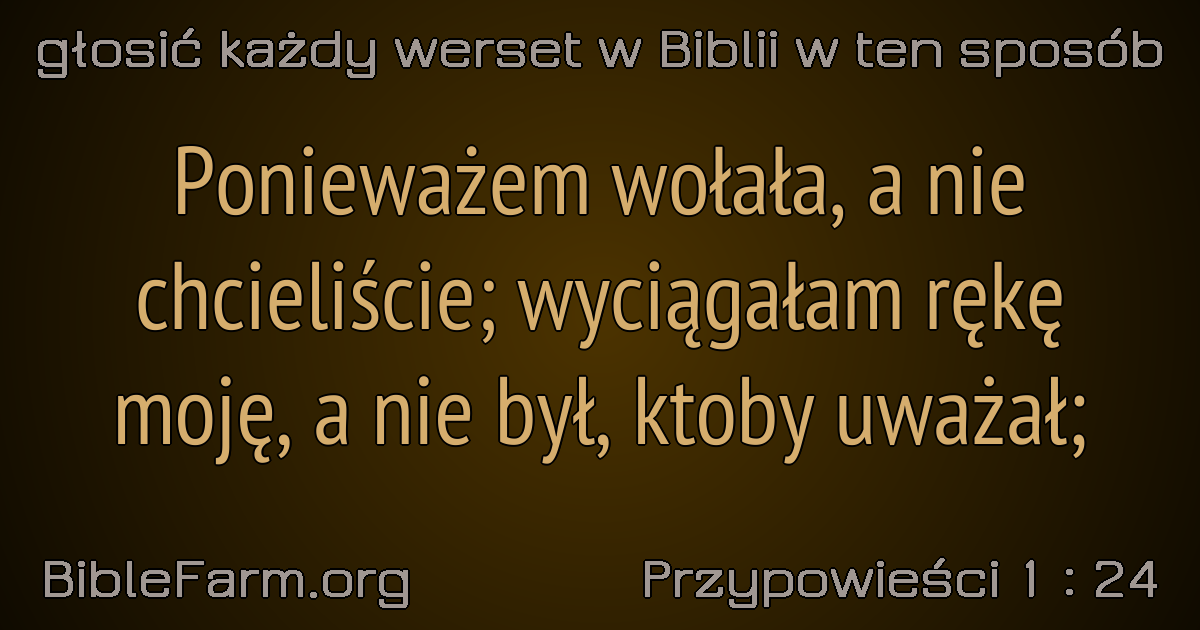 głosić każdy werset w Biblii w ten sposób
Ponieważem wołała, a nie
chcieliście; wyciągałam rękę
moję, a nie był, ktoby uważał;
BibleFarm.org
Przypowieści 1 : 24